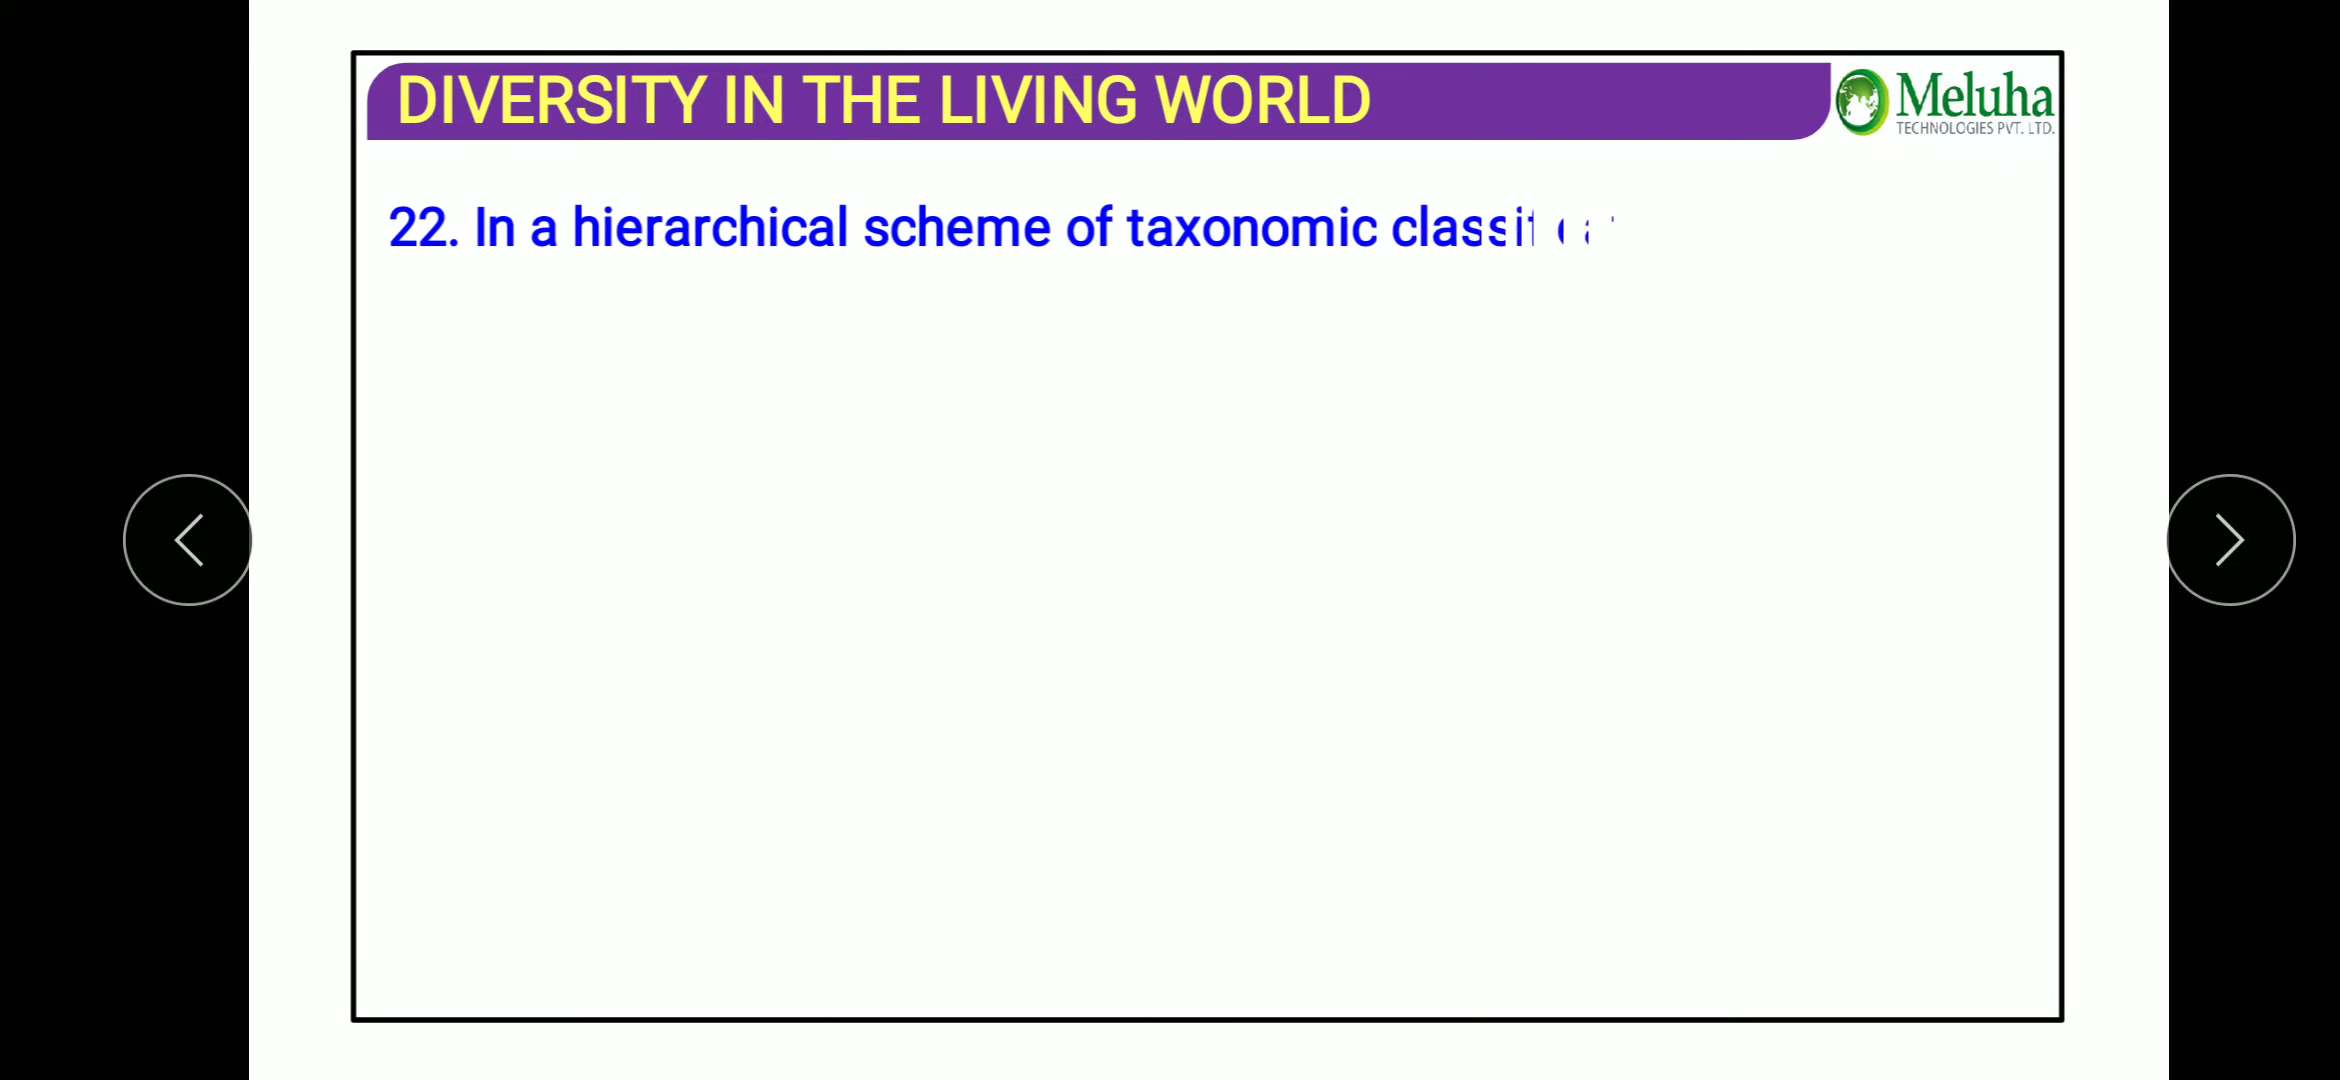 DIVERSITY IN THE LIVING WORLD
Meluha
TECHNOLOGIES PVT. LTD.
22. In a hierarchical scheme of taxonomic